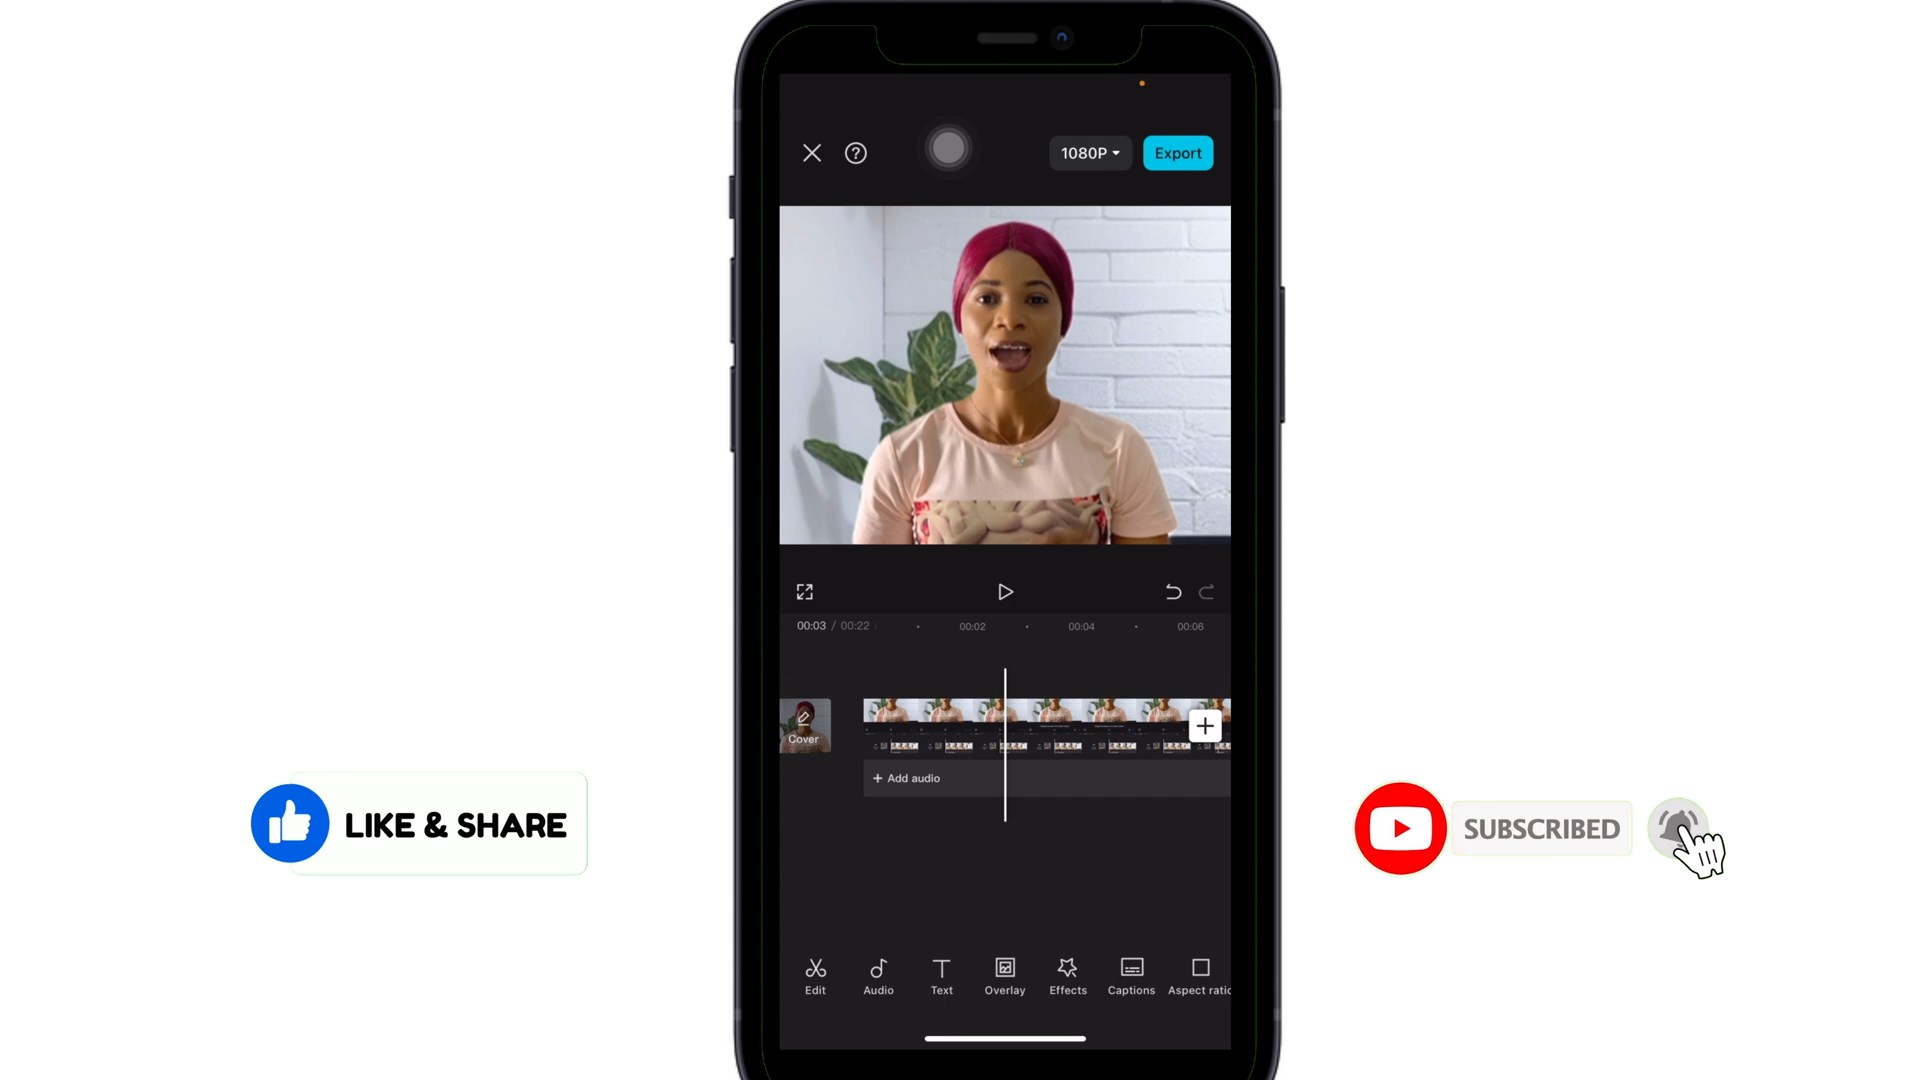 1080P
Export
00:03 / 00:22
00:02
00:04
00:06
Cover
+ Add audio
LIKE & SHARE
SUBSCRIBED
Edit
Audio
Text
Overlay
Effects
Captions
Aspect ratio